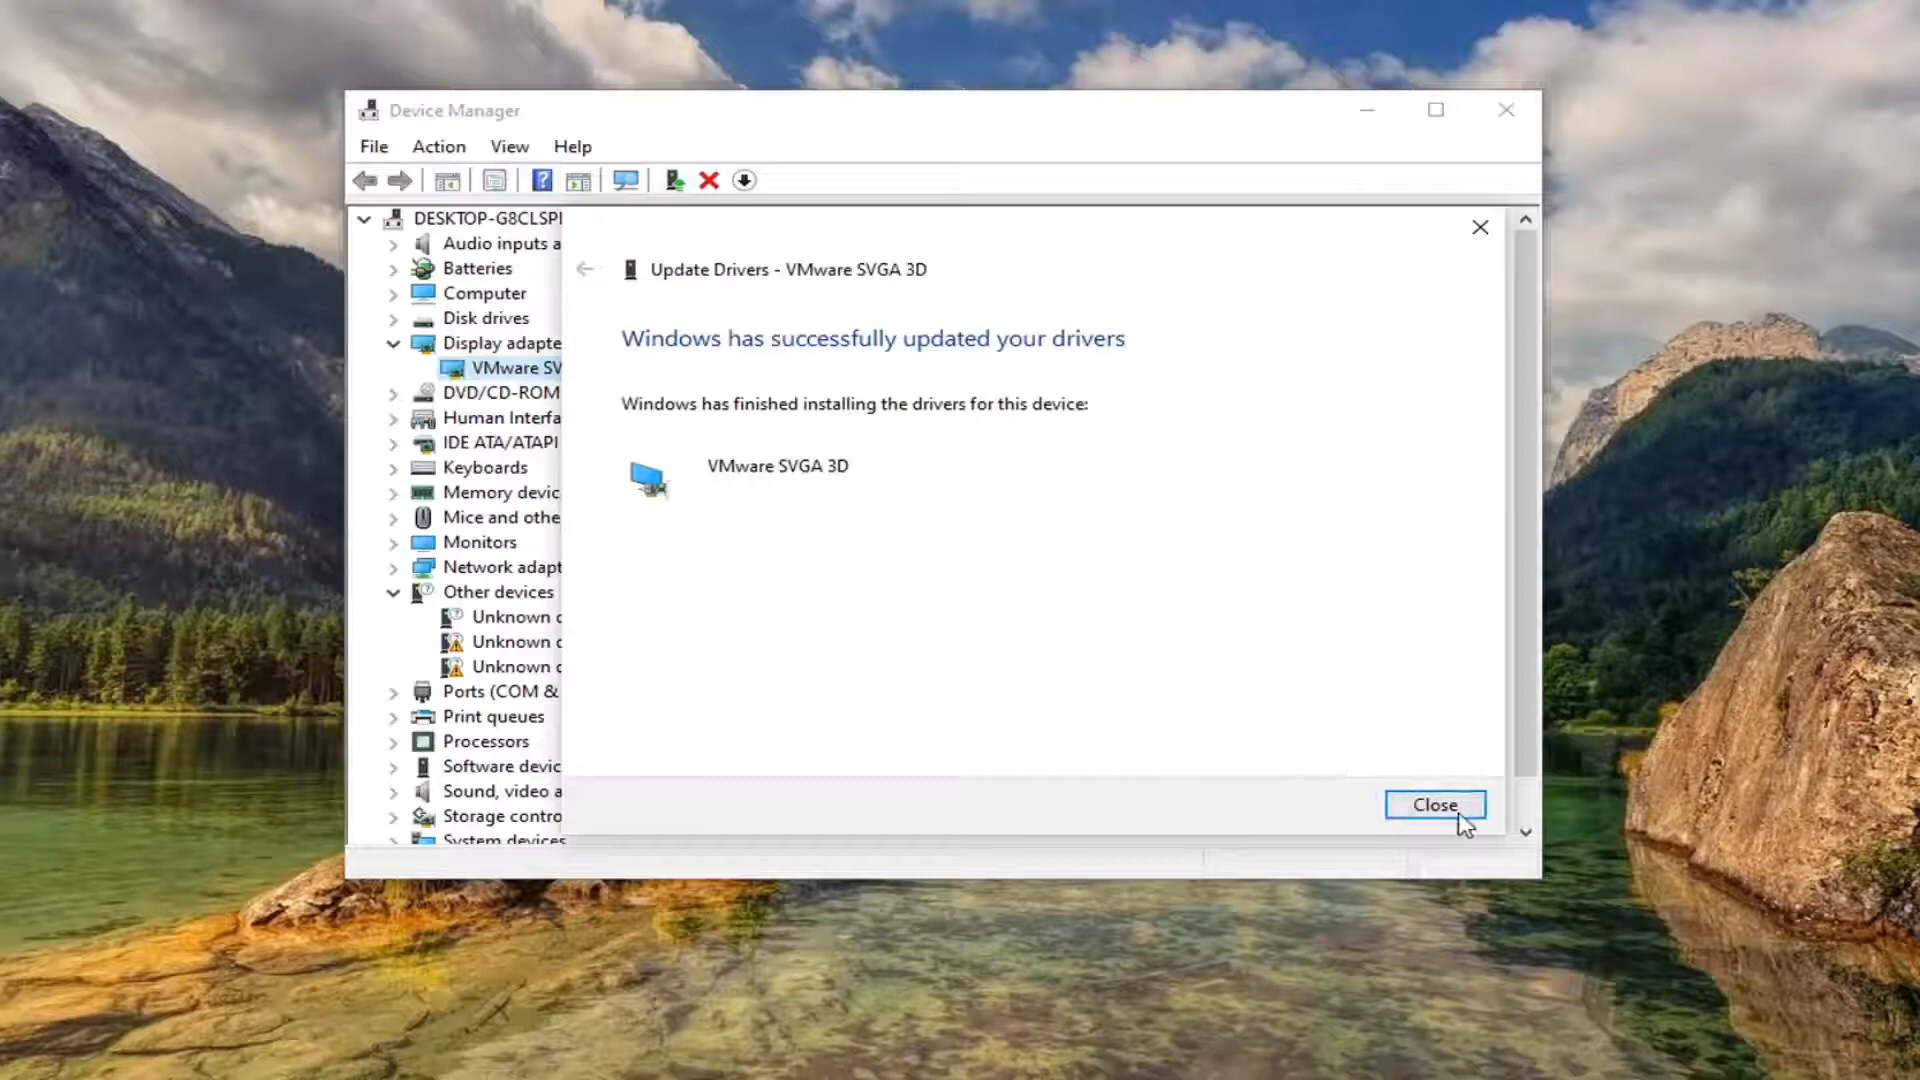 Device Manager
File Action View Help
DESKTOP-G8CLSP
Audio inputs a
Batteries
Computer
Disk drives
Display adapte
VMware SV
DVD/CD-ROM
Human Interfa
IDE ATA/ATAPI
Keyboards
Memory devic
Mice and othe
Monitors
Network adapt
Other devices
Unknown
Unknown
Unknown
Ports (COM &
Print queues
Processors
Software devic
Sound, video a
Storage contro
System devices
Update Drivers - VMware SVGA 3D
Windows has successfully updated your drivers
Windows has finished installing the drivers for this device:
VMware SVGA 3D
Close